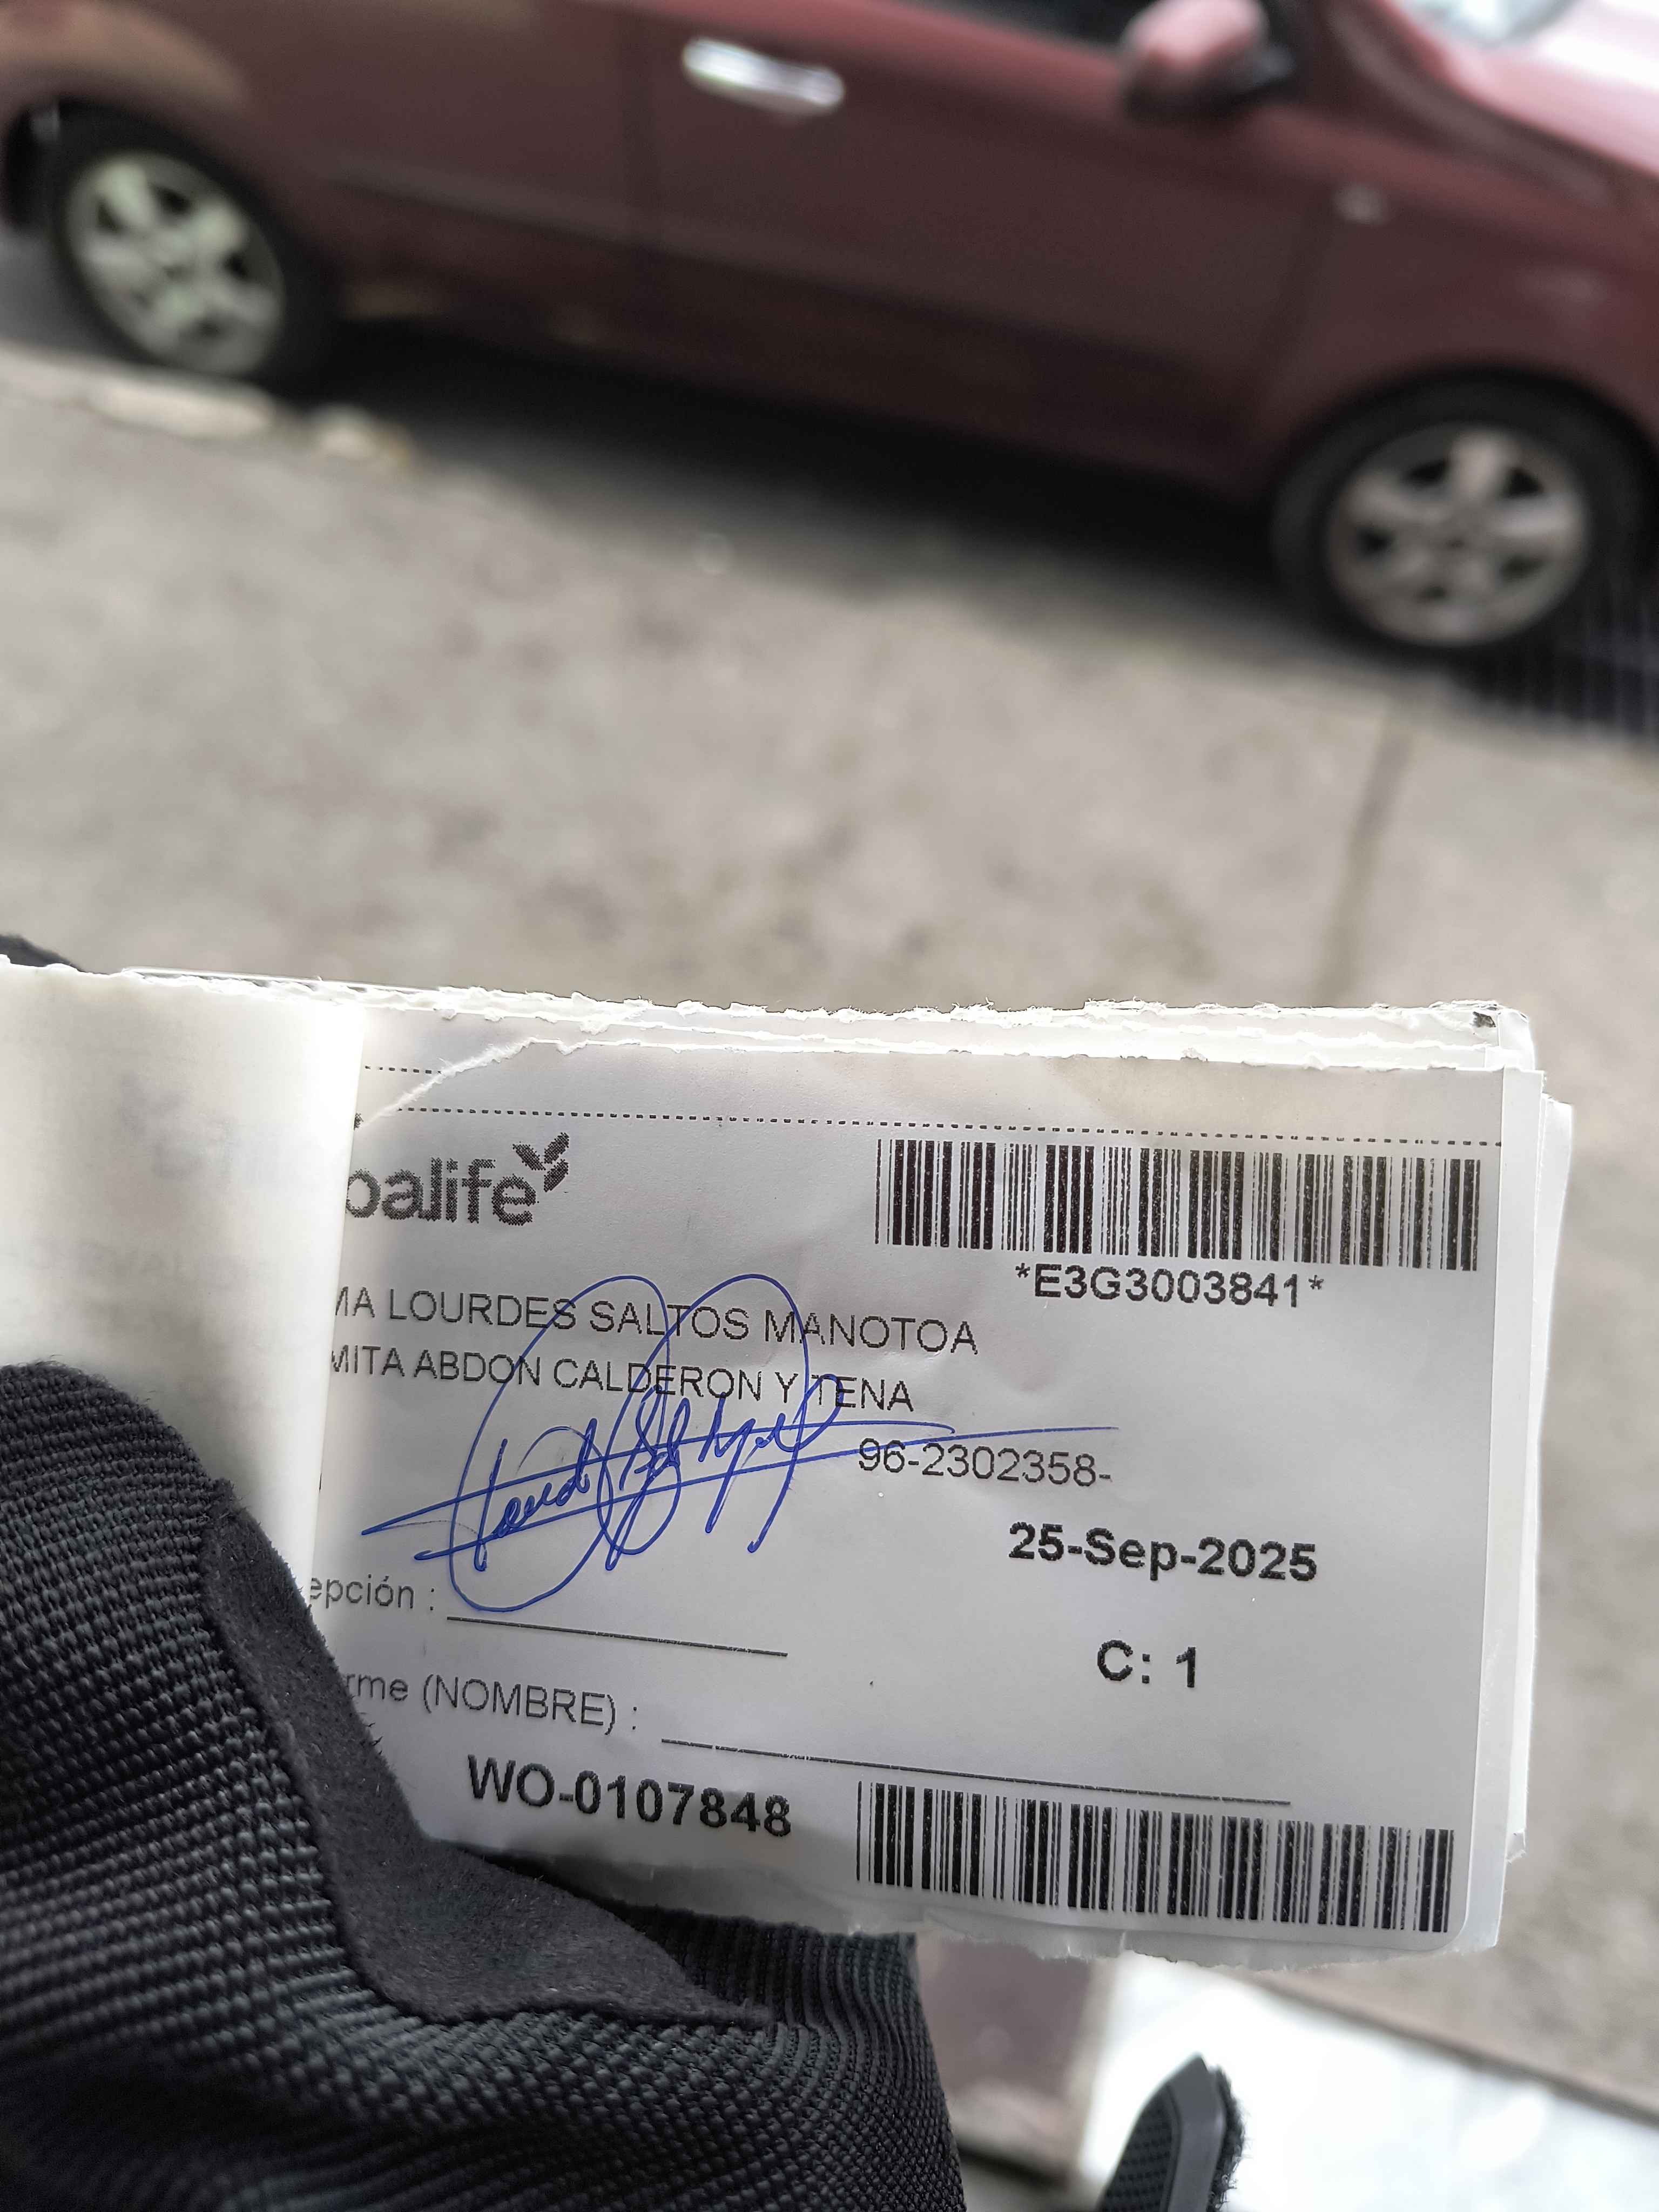 balife
*E3G3003841*
MA LOURDES SALTOS MANOTOA
MITA ABDON CALDERON Y TENA
96-2302358-
25-Sep-2025
epción :
C: 1
rme (NOMBRE) :
WO-0107848